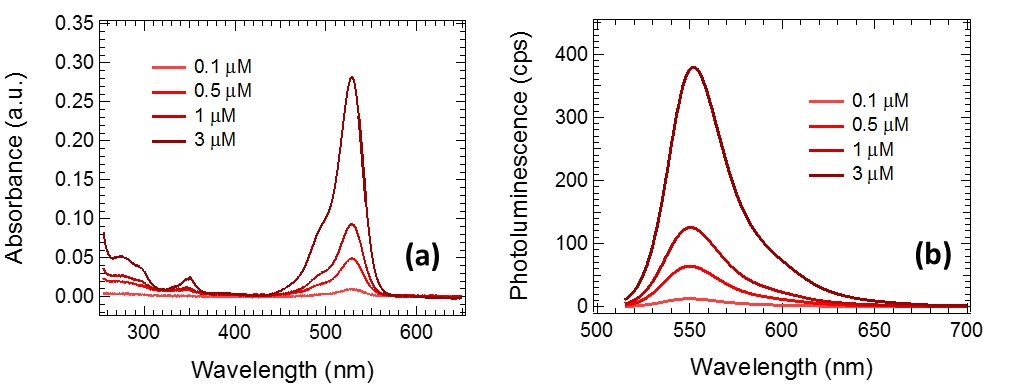 Absorbance (a.u.)
0.35
0.30
0.25
0.20
0.15
0.10
0.05
0.00
0.1 μM
0.5 μM
1 μM
3 μM
(a)
300 400 500 600
Wavelength (nm)
Photoluminescence (cps)
400
300
200
100
0
0.1 μM
0.5 μM
1 μM
3 μM
(b)
500 550 600 650 700
Wavelength (nm)